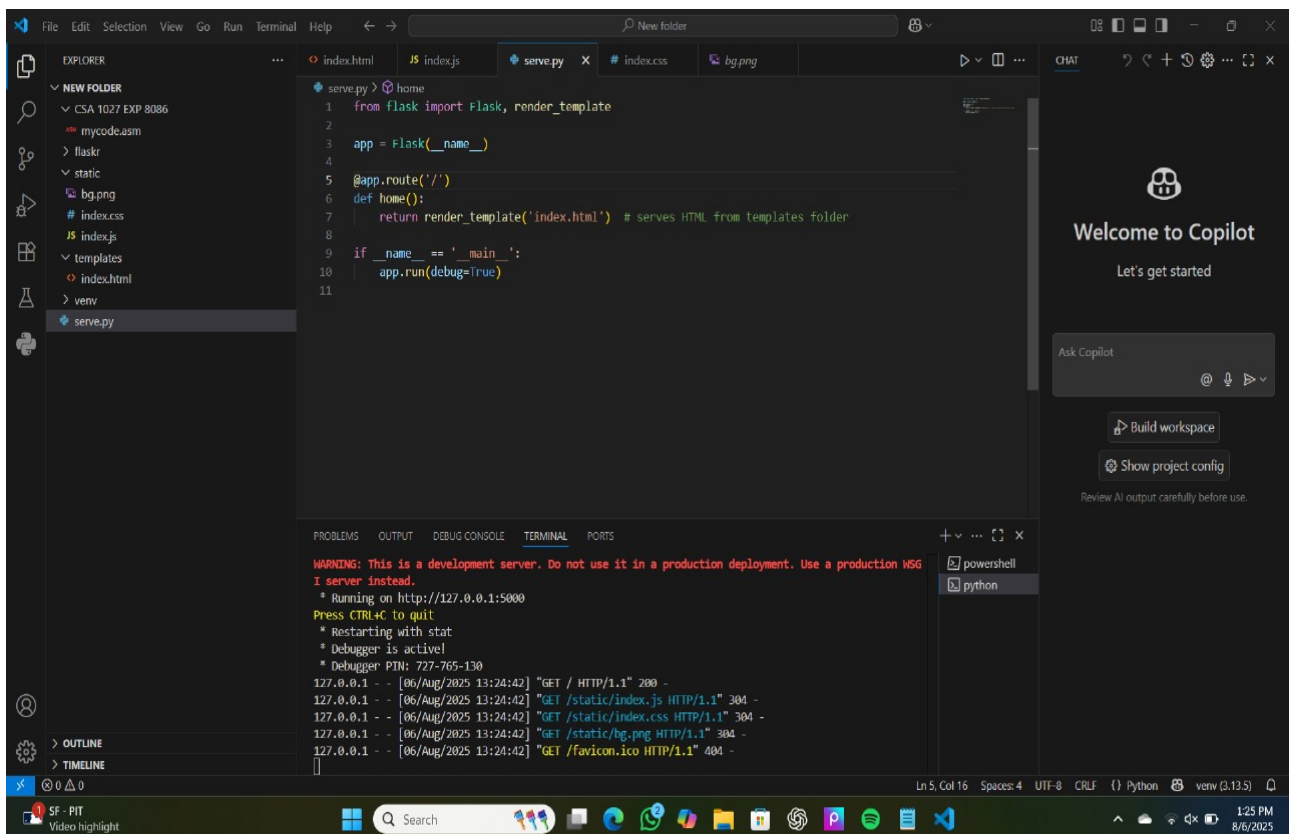 File Edit Selection View Go Run Terminal Help
New folder
EXPLORER
NEW FOLDER
CSA 1027 EXP 8086
mycode.asm
flaskr
static
bg.png
# index.css
JS index.js
templates
<> index.html
venv
serve.py
OUTLINE
TIMELINE
<> index.html JS index.js serve.py X # index.css bg.png
serve.py > home
1 from flask import Flask, render_template
2
3 app = Flask(__name__)
4
5 @app.route('/')
6 def home():
7 return render_template('index.html') # serves HTML from templates folder
8
9 if __name__ == '__main__':
10 app.run(debug=True)
11
PROBLEMS OUTPUT DEBUG CONSOLE TERMINAL PORTS
WARNING: This is a development server. Do not use it in a production deployment. Use a production WSG
I server instead.
* Running on http://127.0.0.1:5000
Press CTRL+C to quit
* Restarting with stat
* Debugger is active!
* Debugger PIN: 727-765-130
127.0.0.1 - - [06/Aug/2025 13:24:42] "GET / HTTP/1.1" 200 -
127.0.0.1 - - [06/Aug/2025 13:24:42] "GET /static/index.js HTTP/1.1" 304 -
127.0.0.1 - - [06/Aug/2025 13:24:42] "GET /static/index.css HTTP/1.1" 304 -
127.0.0.1 - - [06/Aug/2025 13:24:42] "GET /static/bg.png HTTP/1.1" 304 -
127.0.0.1 - - [06/Aug/2025 13:24:42] "GET /favicon.ico HTTP/1.1" 404 -
powershell
python
CHAT
Welcome to Copilot
Let's get started
Ask Copilot
@
Build workspace
Show project config
Review AI output carefully before use.
0 0 Ln 5, Col 16 Spaces: 4 UTF-8 CRLF {} Python venv (3.13.5)
1
SF - PIT
Video highlight
Search
1:25 PM
8/6/2025